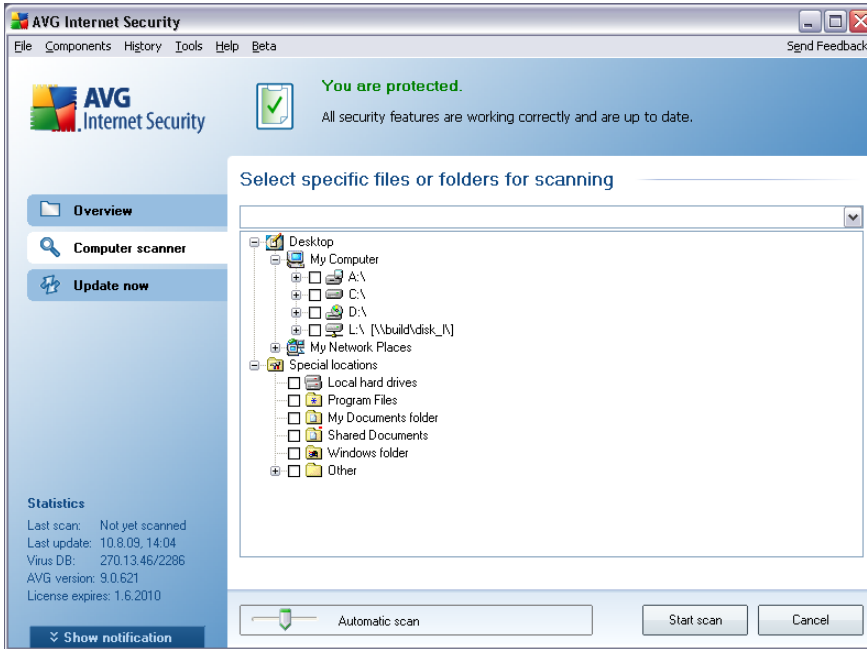 AVG Internet Security
File Components History Tools Help Beta Send Feedback
AVG
Internet Security
You are protected.
All security features are working correctly and are up to date.
Overview
Computer scanner
Update now
Select specific files or folders for scanning
Desktop
My Computer
A:\
C:\
D:\
L:\ [\\build\disk_l\]
My Network Places
Special locations
Local hard drives
Program Files
My Documents folder
Shared Documents
Windows folder
Other
Statistics
Last scan: Not yet scanned
Last update: 10.8.09, 14:04
Virus DB: 270.13.46/2286
AVG version: 9.0.621
License expires: 1.6.2010
Show notification
Automatic scan
Start scan
Cancel